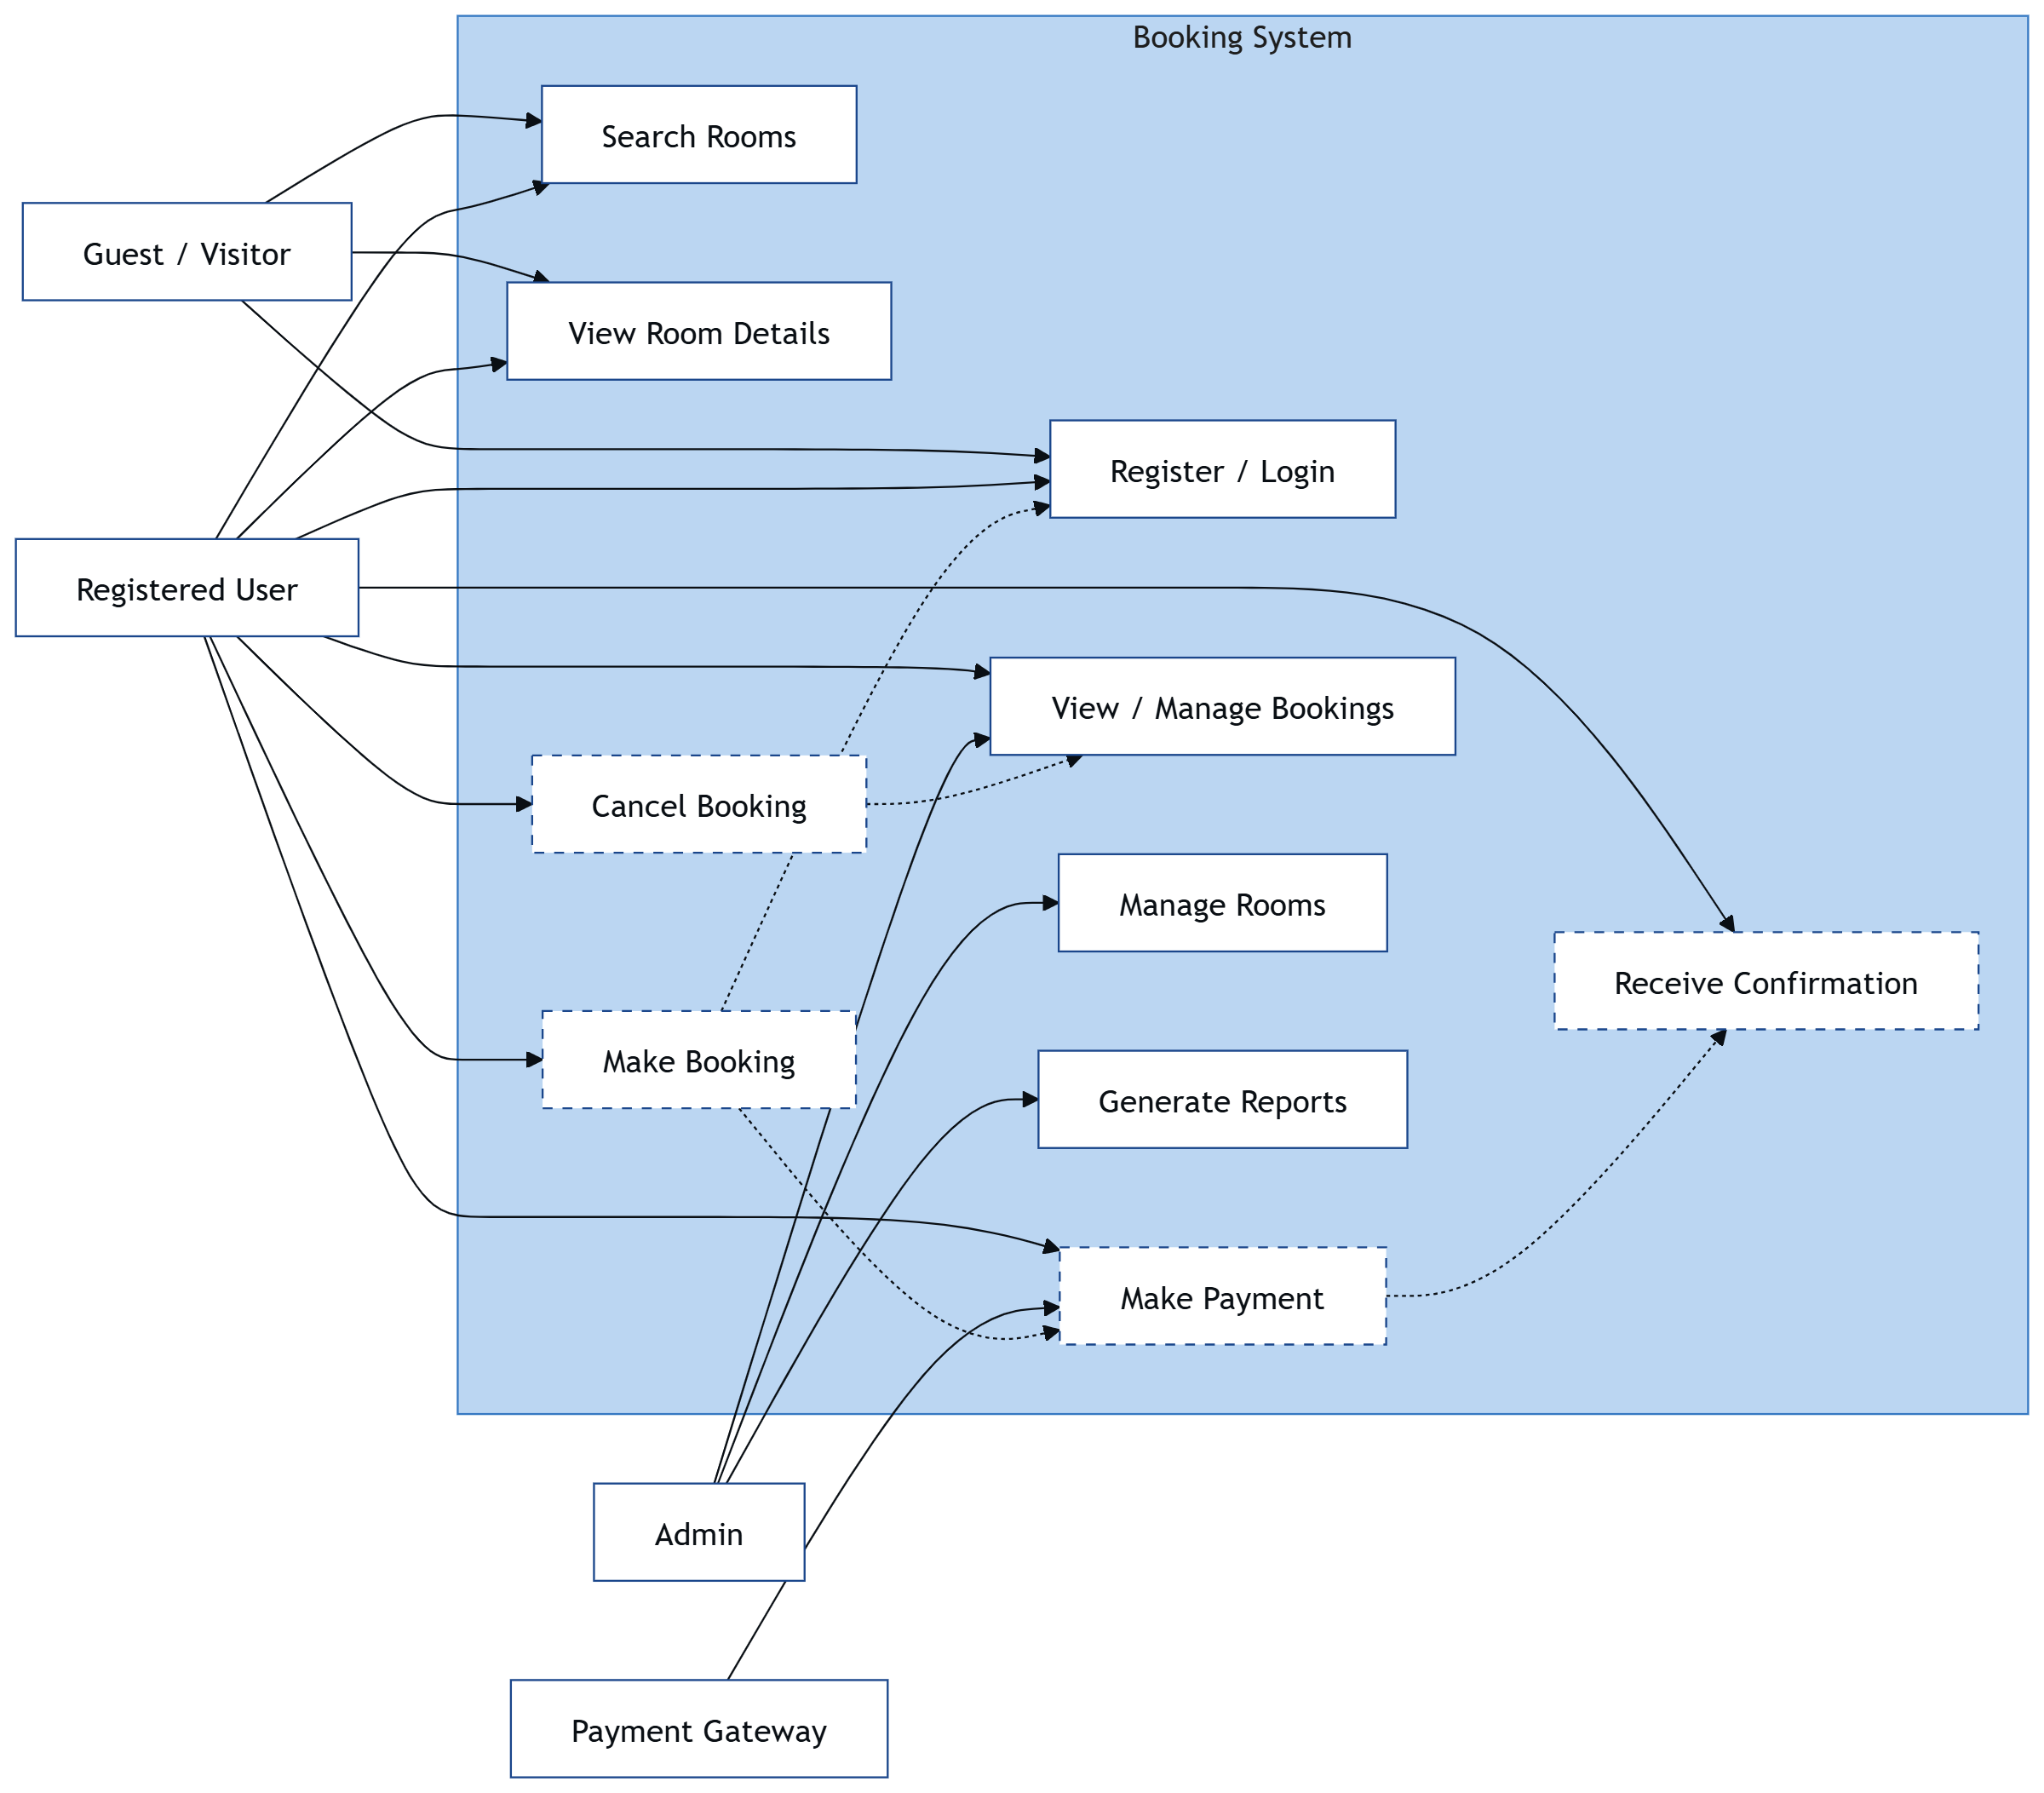 Booking System
Search Rooms
Guest / Visitor
View Room Details
Register / Login
Registered User
View / Manage Bookings
Cancel Booking
Manage Rooms
Receive Confirmation
Make Booking
Generate Reports
Make Payment
Admin
Payment Gateway